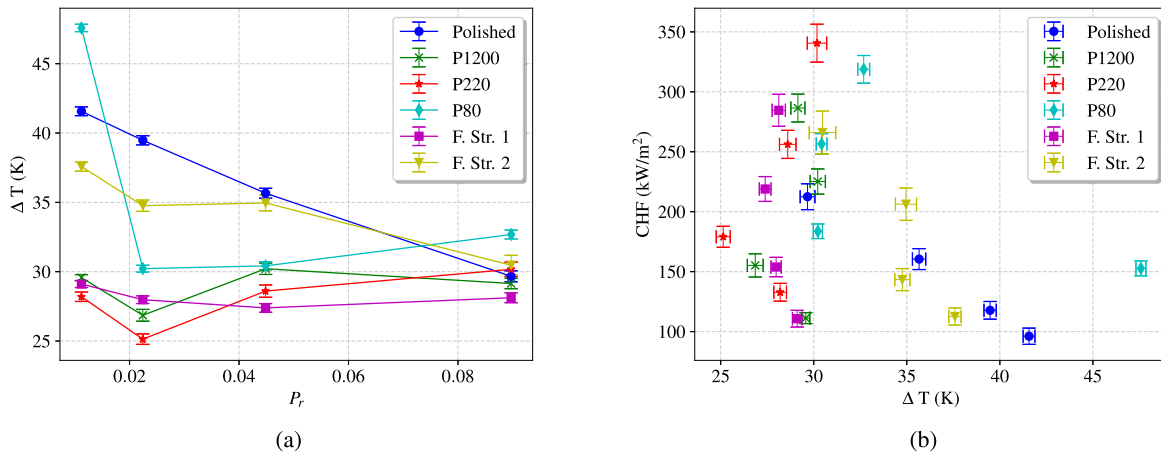 45
40
35
30
25
Δ T (K)
0.02
0.04
0.06
0.08
P_r
Polished
P1200
P220
P80
F. Str. 1
F. Str. 2
(a)
350
300
250
200
150
100
CHF (kW/m²)
25
30
35
40
45
Δ T (K)
Polished
P1200
P220
P80
F. Str. 1
F. Str. 2
(b)